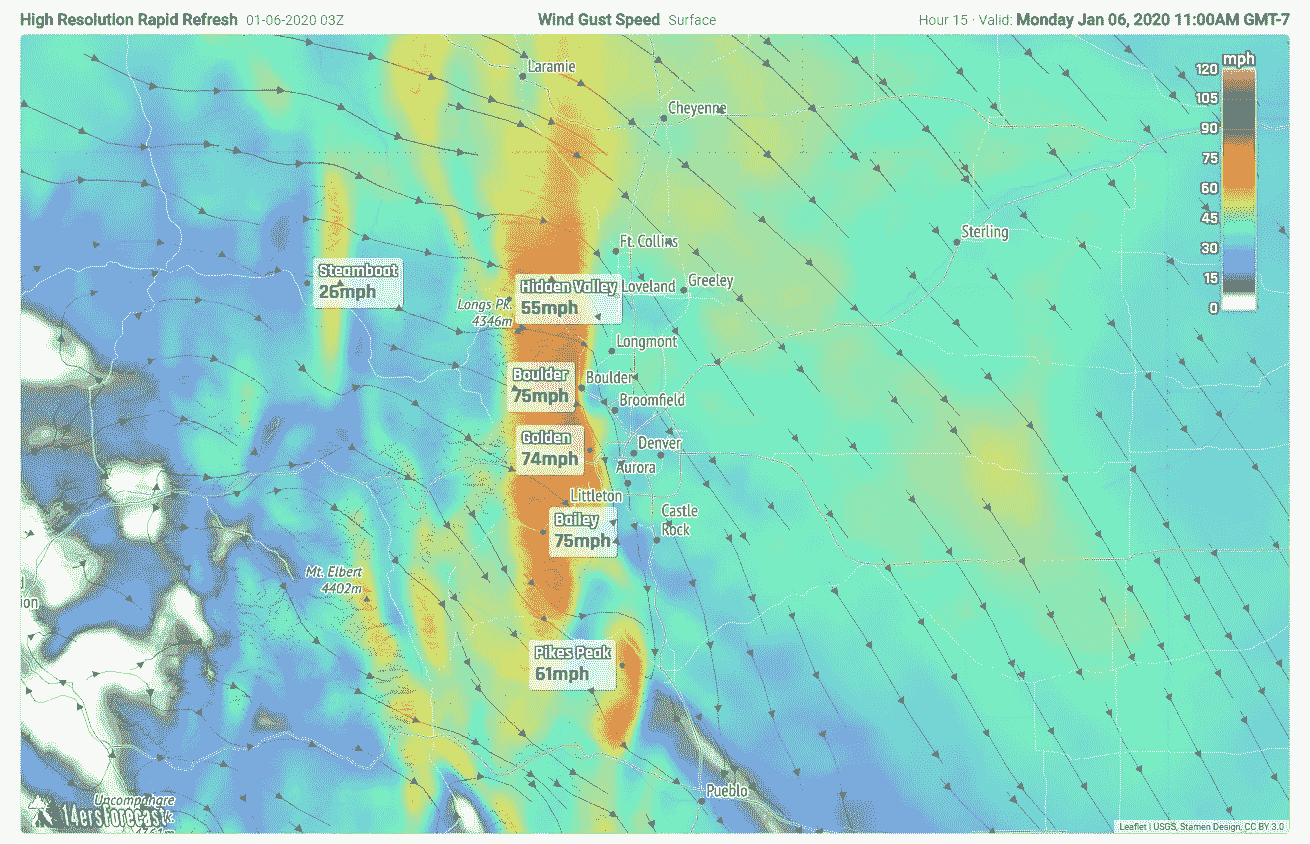 High Resolution Rapid Refresh 01-06-2020 03Z
Wind Gust Speed Surface
Hour 15 · Valid: Monday Jan 06, 2020 11:00AM GMT-7
mph
120
105
90
75
60
45
30
15
0
Laramie
Cheyenne
Sterling
Ft. Collins
Steamboat
26mph
Hidden Valley
55mph
Loveland
Greeley
Longs Pk.
4346m
Longmont
Boulder
75mph
Boulder
Broomfield
Golden
74mph
Denver
Aurora
Littleton
Bailey
75mph
Castle
Rock
Mt. Elbert
4402m
on
Pikes Peak
61mph
Pueblo
Uncompahgre
14ersForecast
4361m
Leaflet | USGS, Stamen Design, CC BY 3.0